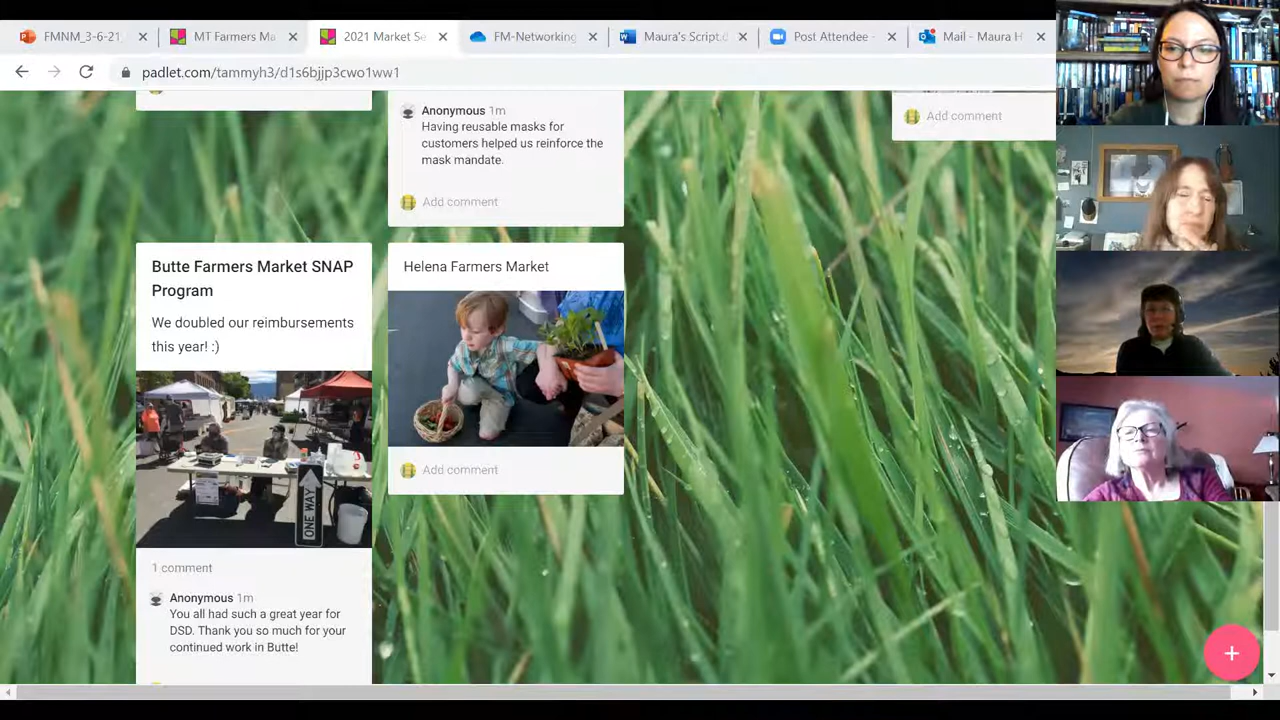 FMNM_3-6-21
MT Farmers Ma
2021 Market Se
FM-Networking
Maura's Script.d
Post Attendee -
Mail - Maura H
padlet.com/tammyh3/d1s6bjjp3cwo1ww1
Anonymous 1m
Having reusable masks for
customers helped us reinforce the
mask mandate.
Add comment
Add comment
Butte Farmers Market SNAP
Program
We doubled our reimbursements
this year! :)
ONE WAY
1 comment
Anonymous 1m
You all had such a great year for
DSD. Thank you so much for your
continued work in Butte!
Helena Farmers Market
Add comment